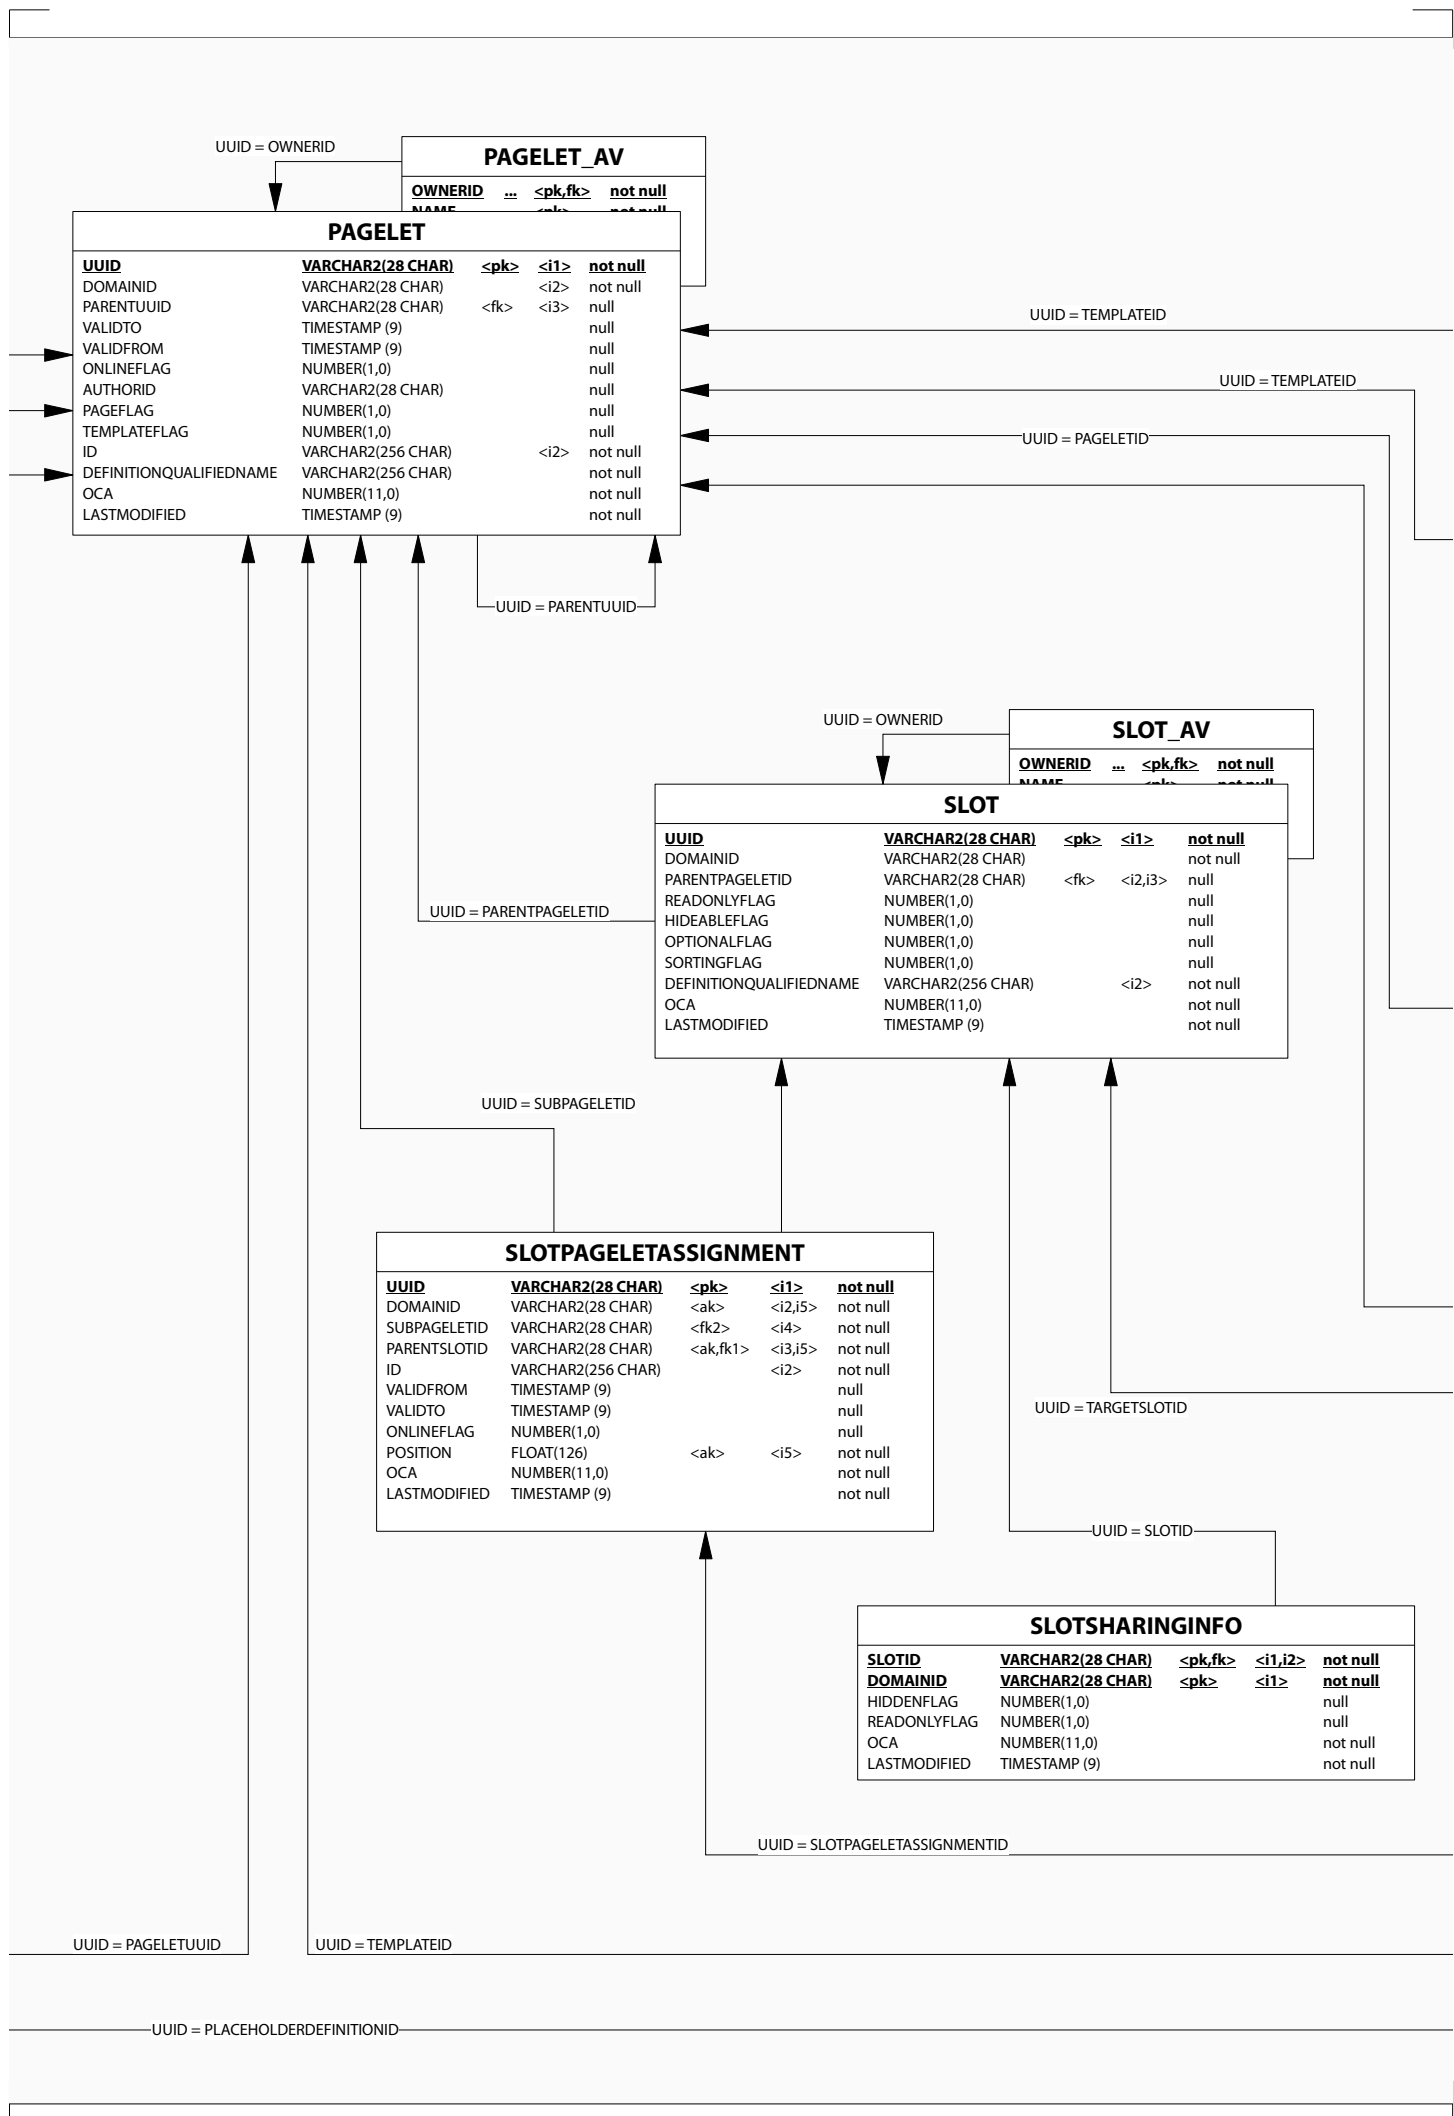 UUID = OWNERID
PAGELET_AV
OWNERID ... <pk,fk> not null
NAME <pk> not null
PAGELET
UUID VARCHAR2(28 CHAR) <pk> <i1> not null
DOMAINID VARCHAR2(28 CHAR) <i2> not null
PARENTUUID VARCHAR2(28 CHAR) <fk> <i3> null
VALIDTO TIMESTAMP (9) null
VALIDFROM TIMESTAMP (9) null
ONLINEFLAG NUMBER(1,0) null
AUTHORID VARCHAR2(28 CHAR) null
PAGEFLAG NUMBER(1,0) null
TEMPLATEFLAG NUMBER(1,0) null
ID VARCHAR2(256 CHAR) <i2> not null
DEFINITIONQUALIFIEDNAME VARCHAR2(256 CHAR) not null
OCA NUMBER(11,0) not null
LASTMODIFIED TIMESTAMP (9) not null
UUID = TEMPLATEID
UUID = TEMPLATEID
UUID = PAGELETID
UUID = PARENTUUID
UUID = OWNERID
SLOT_AV
OWNERID ... <pk,fk> not null
NAME <pk> not null
SLOT
UUID VARCHAR2(28 CHAR) <pk> <i1> not null
DOMAINID VARCHAR2(28 CHAR) not null
PARENTPAGELETID VARCHAR2(28 CHAR) <fk> <i2,i3> null
READONLYFLAG NUMBER(1,0) null
HIDEABLEFLAG NUMBER(1,0) null
OPTIONALFLAG NUMBER(1,0) null
SORTINGFLAG NUMBER(1,0) null
DEFINITIONQUALIFIEDNAME VARCHAR2(256 CHAR) <i2> not null
OCA NUMBER(11,0) not null
LASTMODIFIED TIMESTAMP (9) not null
UUID = PARENTPAGELETID
UUID = SUBPAGELETID
SLOTPAGELETASSIGNMENT
UUID VARCHAR2(28 CHAR) <pk> <i1> not null
DOMAINID VARCHAR2(28 CHAR) <ak> <i2,i5> not null
SUBPAGELETID VARCHAR2(28 CHAR) <fk2> <i4> not null
PARENTSLOTID VARCHAR2(28 CHAR) <ak,fk1> <i3,i5> not null
ID VARCHAR2(256 CHAR) <i2> not null
VALIDFROM TIMESTAMP (9) null
VALIDTO TIMESTAMP (9) null
ONLINEFLAG NUMBER(1,0) null
POSITION FLOAT(126) <ak> <i5> not null
OCA NUMBER(11,0) not null
LASTMODIFIED TIMESTAMP (9) not null
UUID = TARGETSLOTID
UUID = SLOTID
SLOTSHARINGINFO
SLOTID VARCHAR2(28 CHAR) <pk,fk> <i1,i2> not null
DOMAINID VARCHAR2(28 CHAR) <pk> <i1> not null
HIDDENFLAG NUMBER(1,0) null
READONLYFLAG NUMBER(1,0) null
OCA NUMBER(11,0) not null
LASTMODIFIED TIMESTAMP (9) not null
UUID = SLOTPAGELETASSIGNMENTID
UUID = PAGELETUUID
UUID = TEMPLATEID
UUID = PLACEHOLDERDEFINITIONID